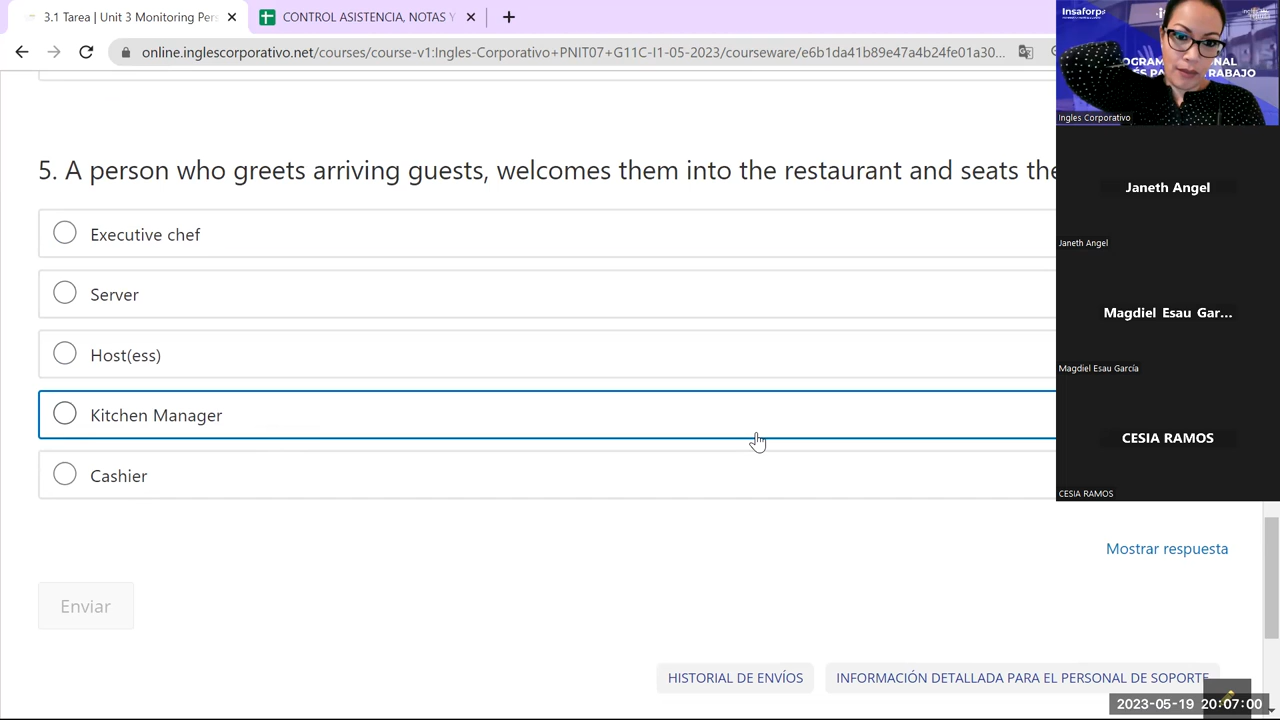 3.1 Tarea | Unit 3 Monitoring Per
CONTROL ASISTENCIA NOTAS Y
online.inglescorporativo.net/courses/course-v1:Ingles-Corporativo+PNIT07+G11C-I1-05-2023/courseware/e6b1da41b89e47a4b24fe01a30...
Insaforp
Ingles Corporativo
5. A person who greets arriving guests, welcomes them into the restaurant and seats the
Executive chef
Server
Host(ess)
Kitchen Manager
Cashier
Janeth Angel
Janeth Angel
Magdiel Esau Gar...
Magdiel Esau García
CESIA RAMOS
CESIA RAMOS
Mostrar respuesta
Enviar
HISTORIAL DE ENVÍOS
INFORMACIÓN DETALLADA PARA EL PERSONAL DE SOPORTE
2023-05-19 20:07:00